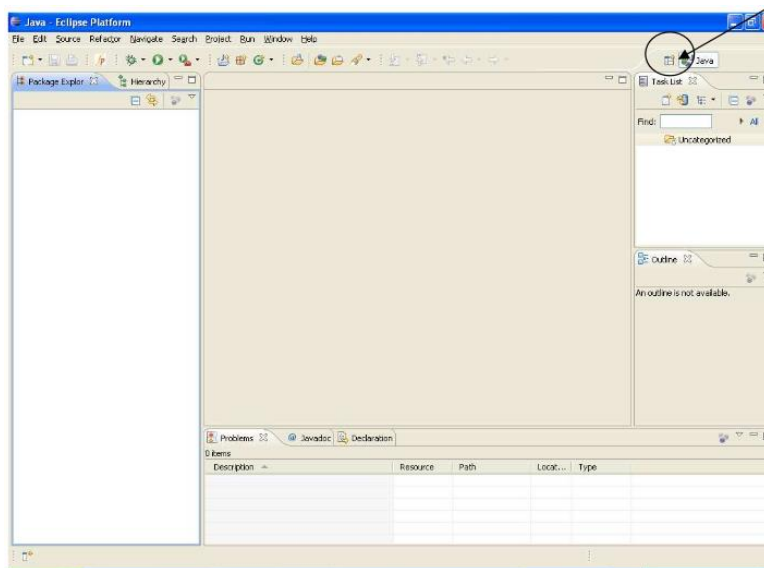 Java - Eclipse Platform
File Edit Source Refactor Navigate Search Project Run Window Help
Java
Package Explor Hierarchy
Task List
Find: All
Uncategorized
Outline
An outline is not available.
Problems Javadoc Declaration
0 items
Description Resource Path Locat... Type